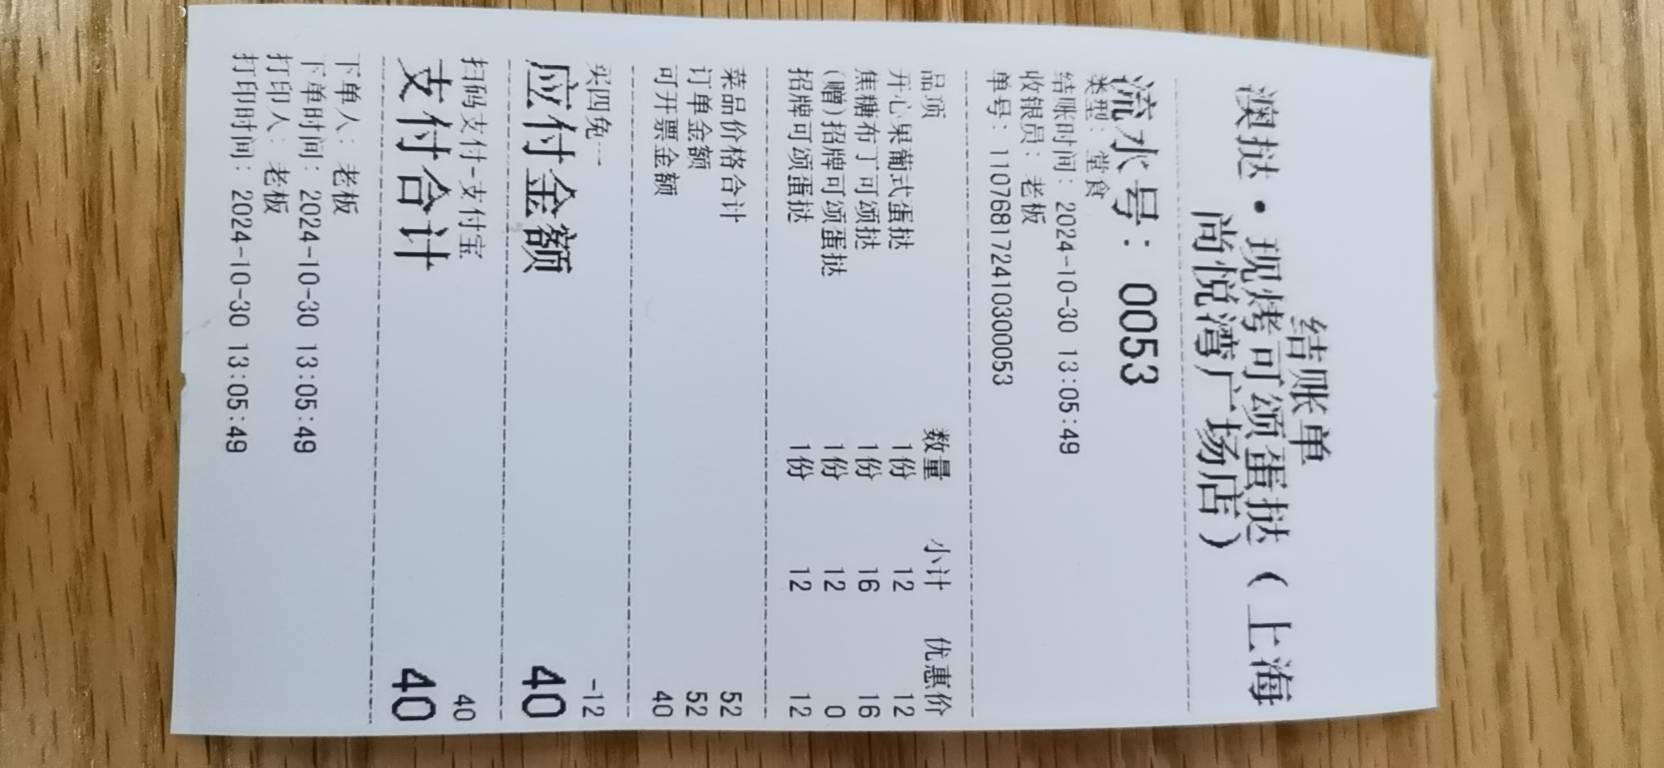 结账单
澳挞·现烤可颂蛋挞（上海
尚悦湾广场店）
流水号：0053
类型：堂食
结账时间：2024-10-30 13:05:49
收银员：老板
单号：110768172410300053
品项 数量 小计 优惠价
开心果葡式蛋挞 1份 12 12
焦糖布丁可颂挞 1份 16 16
(赠)招牌可颂蛋挞 1份 12 0
招牌可颂蛋挞 1份 12 12
菜品价格合计 52
订单金额 52
可开票金额 40
买四免一 -12
应付金额 40
扫码支付-支付宝 40
支付合计 40
下单人：老板
下单时间：2024-10-30 13:05:49
打印人：老板
打印时间：2024-10-30 13:05:49